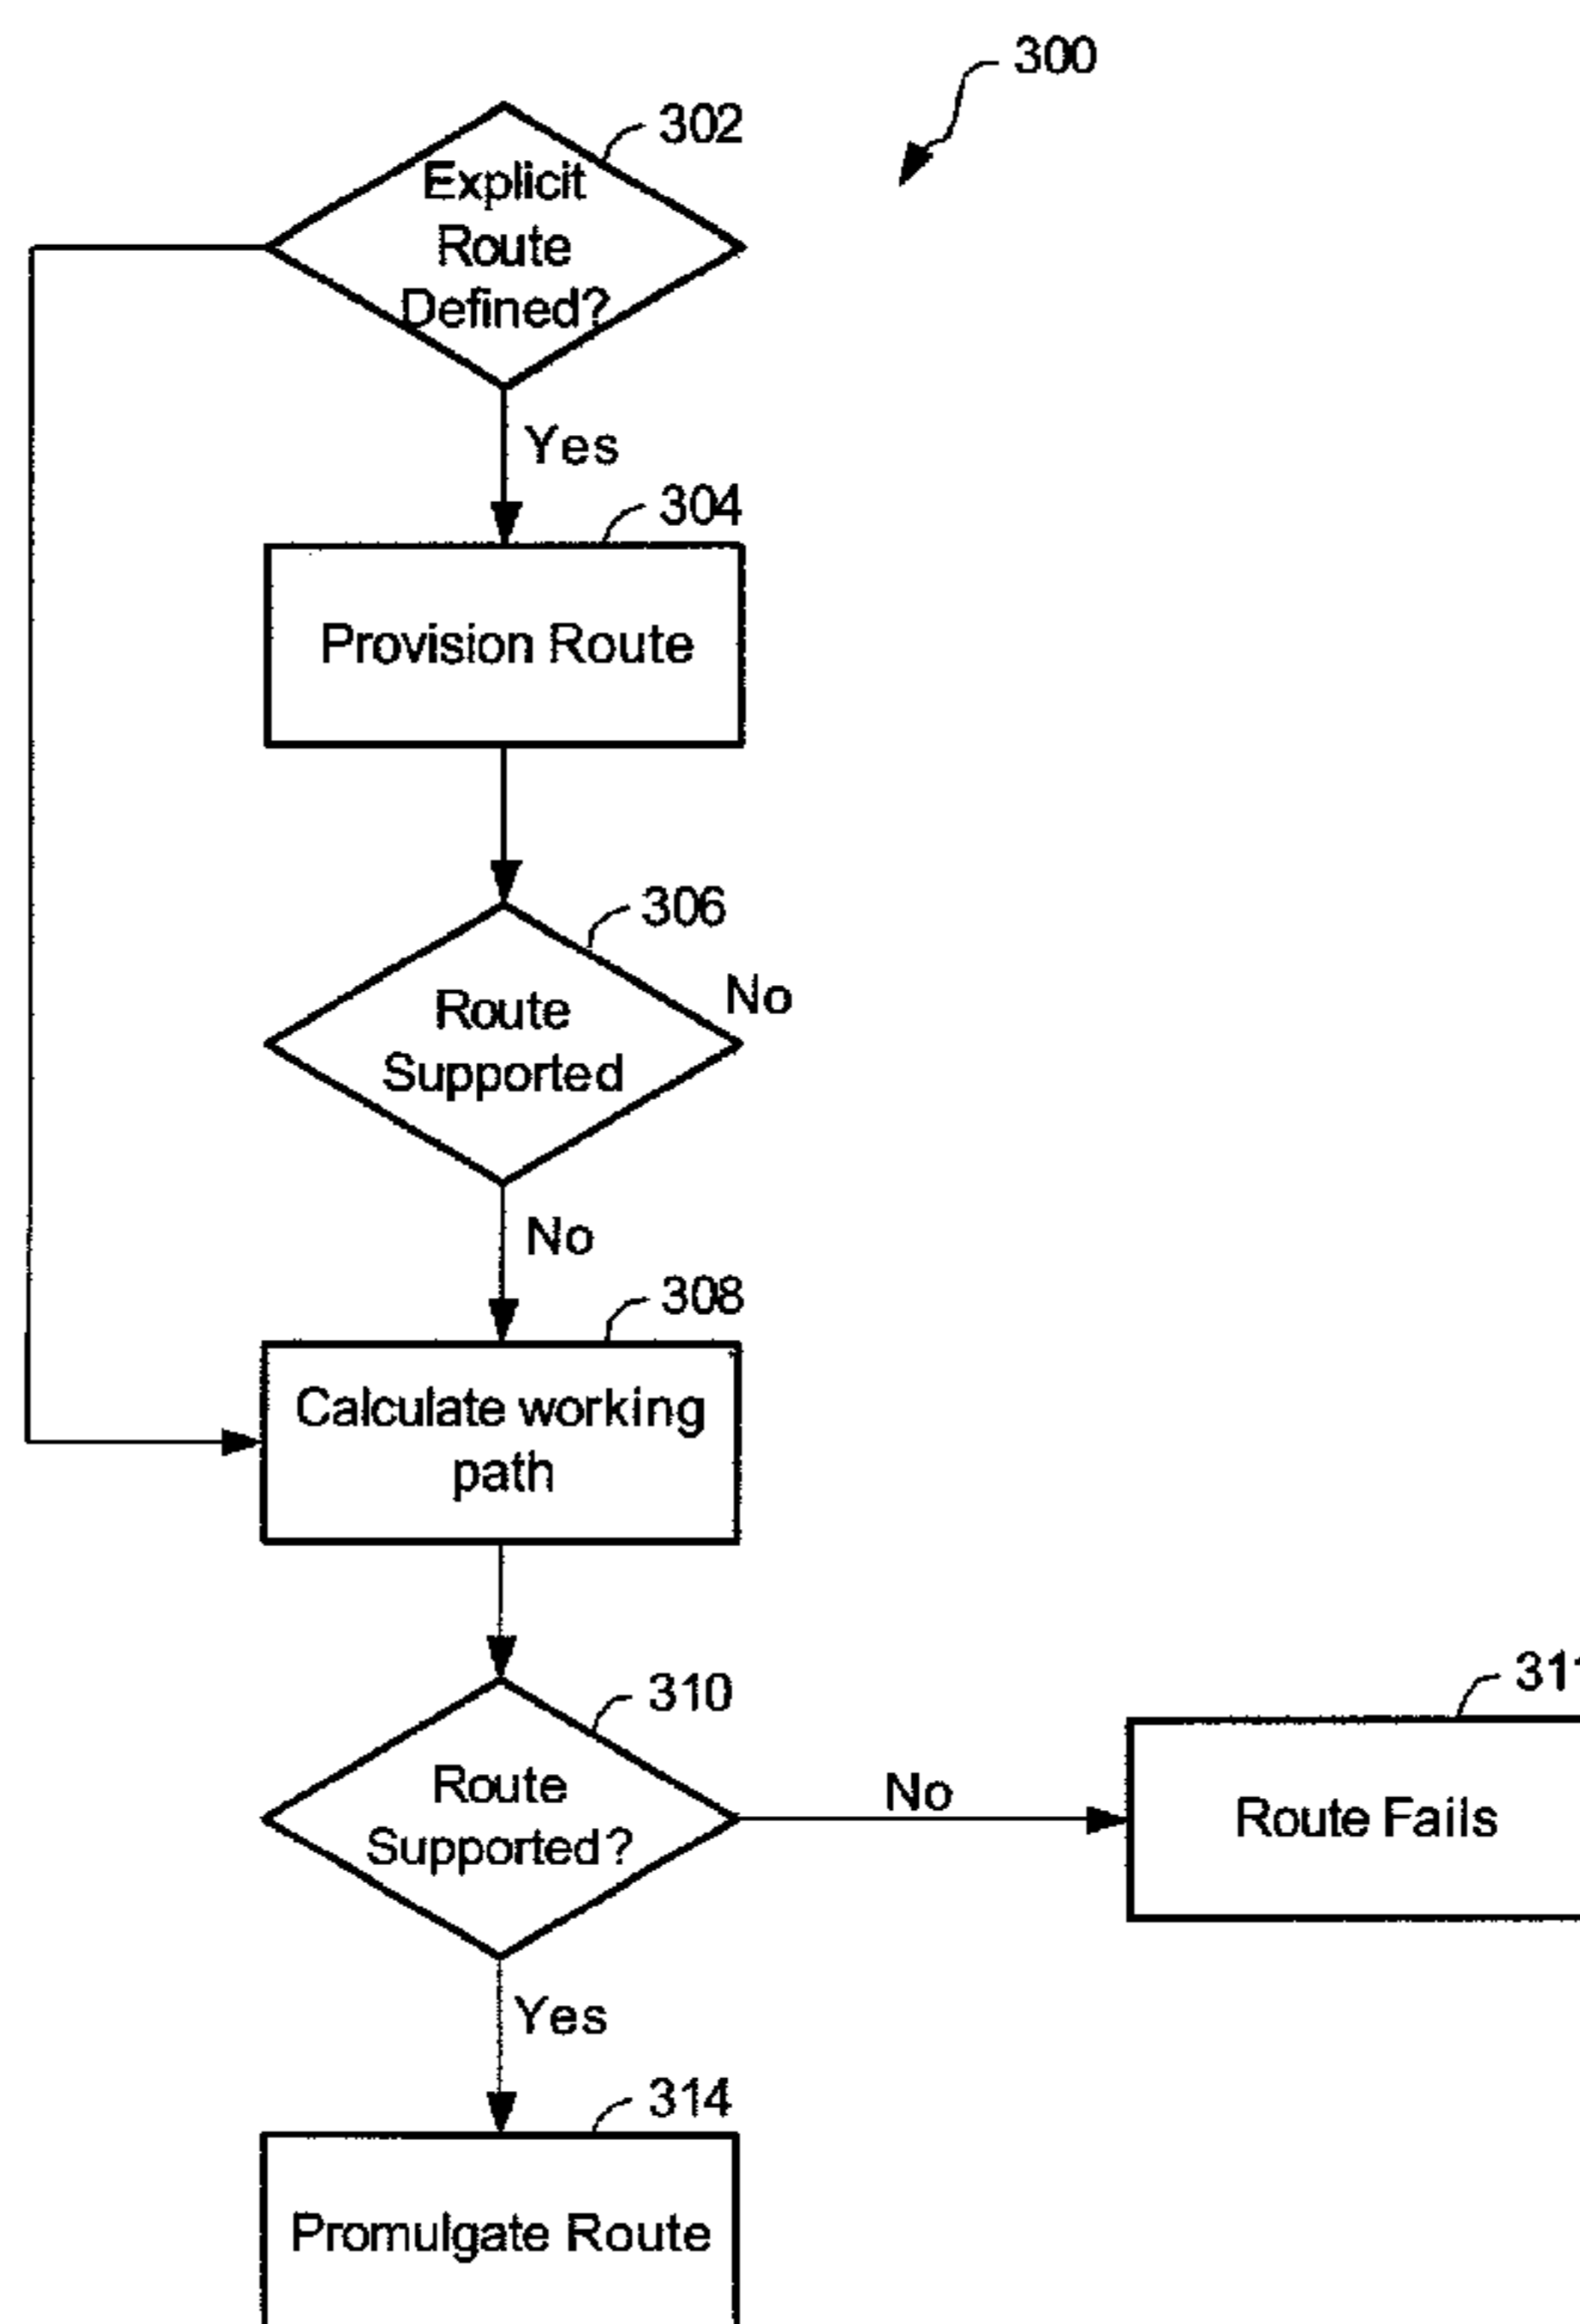 300
302
Explicit
Route
Defined?
Yes
304
Provision Route
306
No
Route
Supported
No
308
Calculate working
path
310
Route
Supported?
No
Route Fails
Yes
314
Promulgate Route